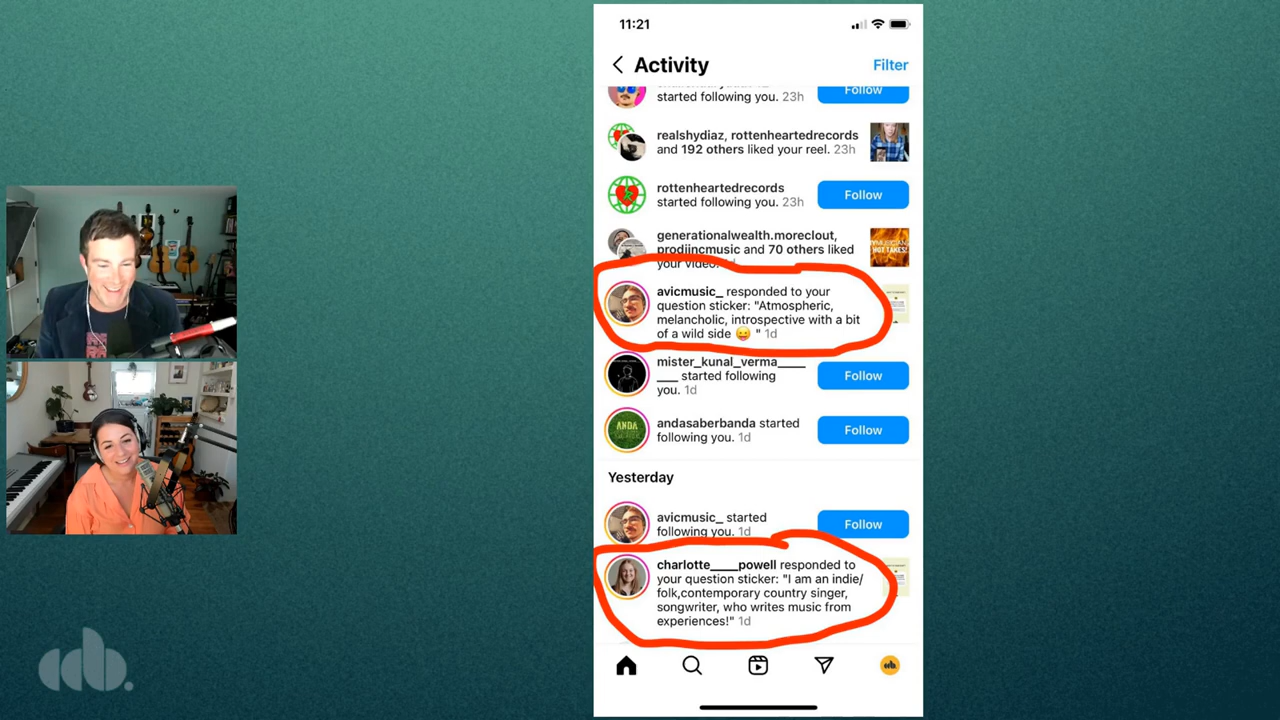 11:21
Activity
Filter
started following you. 23h
Follow
realshydiaz, rottenheartedrecords
and 192 others liked your reel. 23h
rottenheartedrecords
started following you. 23h
Follow
generationalwealth.moreclout,
prodiincmusic and 70 others liked
your video.
HOT TAKES!
avicmusic_ responded to your
question sticker: "Atmospheric,
melancholic, introspective with a bit
of a wild side 😛 " 1d
mister_kunal_verma_____
___ started following
you. 1d
Follow
ANDA
andasaberbanda started
following you. 1d
Follow
Yesterday
avicmusic_ started
following you. 1d
Follow
charlotte____powell responded to
your question sticker: "I am an indie/
folk,contemporary country singer,
songwriter, who writes music from
experiences!" 1d
cdb.